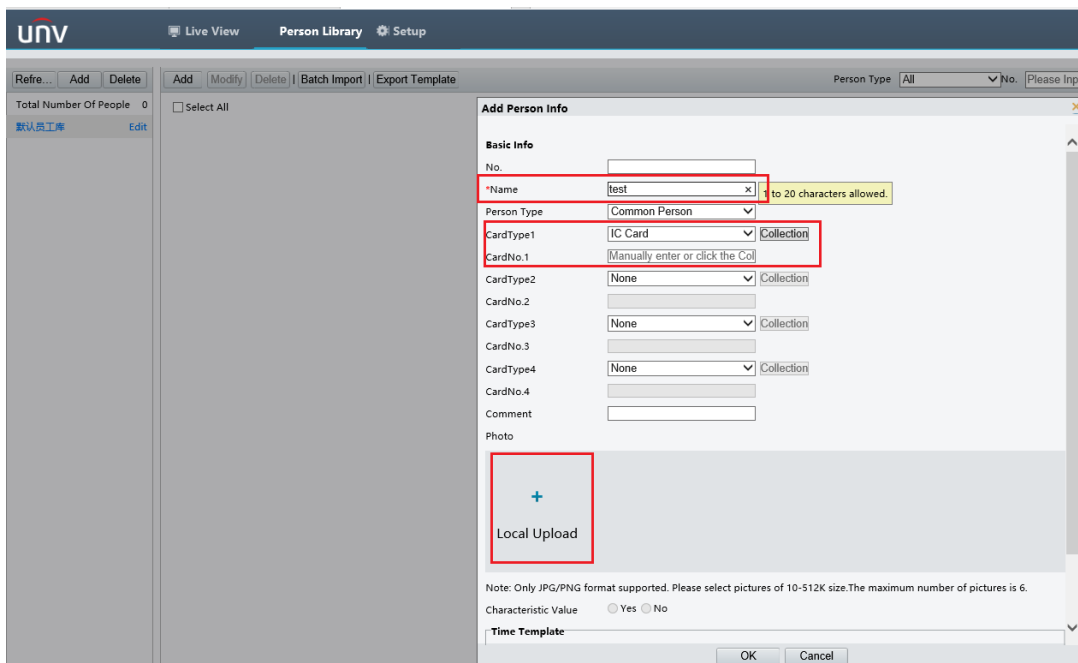 unv Live View Person Library Setup
Refre... Add Delete Add Modify Delete | Batch Import | Export Template Person Type All No. Please Inp
Total Number Of People 0 Select All
默认员工库 Edit
Add Person Info
Basic Info
No.
*Name test × 1 to 20 characters allowed.
Person Type Common Person
CardType1 IC Card Collection
CardNo.1 Manually enter or click the Col
CardType2 None Collection
CardNo.2
CardType3 None Collection
CardNo.3
CardType4 None Collection
CardNo.4
Comment
Photo
+
Local Upload
Note: Only JPG/PNG format supported. Please select pictures of 10-512K size.The maximum number of pictures is 6.
Characteristic Value Yes No
Time Template
OK Cancel